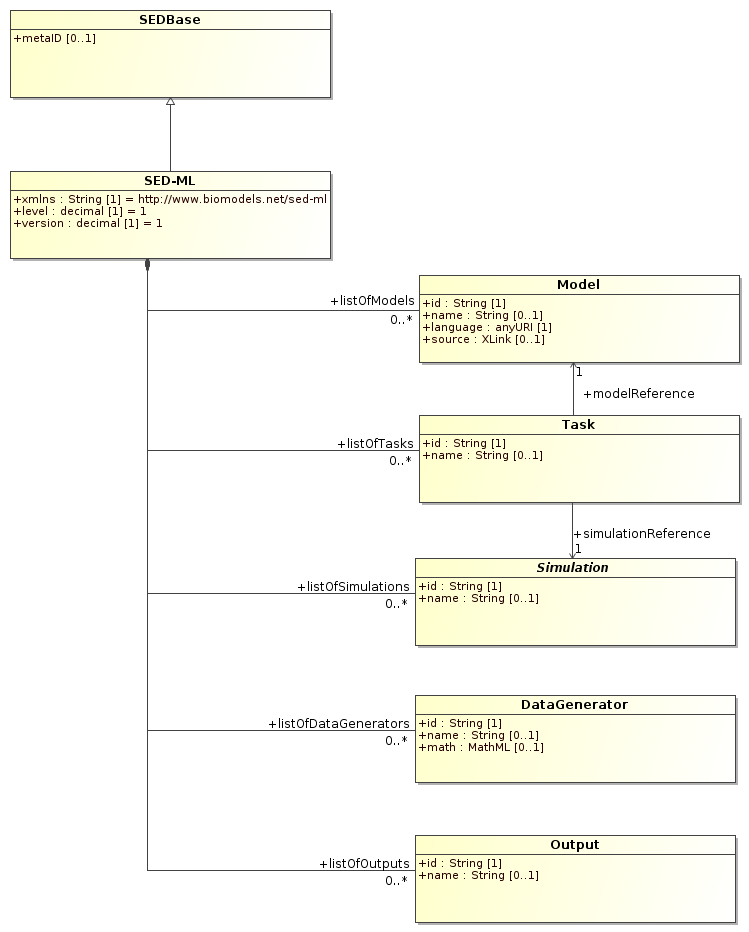 SEDBase
+metaID [0..1]
SED-ML
+xmlns : String [1] = http://www.biomodels.net/sed-ml
+level : decimal [1] = 1
+version : decimal [1] = 1
+listOfModels
0..*
Model
+id : String [1]
+name : String [0..1]
+language : anyURI [1]
+source : XLink [0..1]
1
+modelReference
+listOfTasks
0..*
Task
+id : String [1]
+name : String [0..1]
+simulationReference
1
+listOfSimulations
0..*
Simulation
+id : String [1]
+name : String [0..1]
+listOfDataGenerators
0..*
DataGenerator
+id : String [1]
+name : String [0..1]
+math : MathML [0..1]
+listOfOutputs
0..*
Output
+id : String [1]
+name : String [0..1]